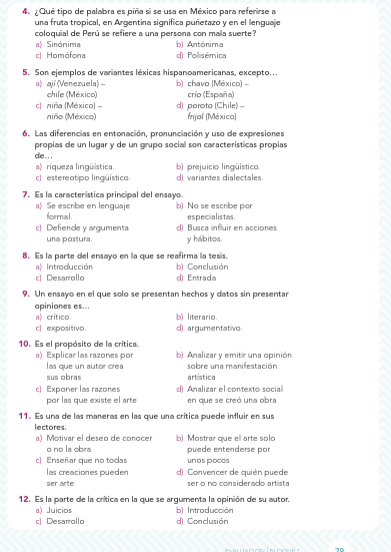 4. ¿Qué tipo de palabra es piña si se usa en México para referirse a
una fruta tropical, en Argentina significa puñetazo y en el lenguaje
coloquial de Perú se refiere a una persona con mala suerte?
a) Sinónima b) Antónima
c) Homófona d) Polisémica
5. Son ejemplos de variantes léxicas hispanoamericanas, excepto…
a) ají (Venezuela) – b) chavo (México) –
chile (México) crío (España)
c) niña (México) – d) poroto (Chile) –
niño (México) frijol (México)
6. Las diferencias en entonación, pronunciación y uso de expresiones
propias de un lugar y de un grupo social son características propias
de…
a) riqueza lingüística. b) prejuicio lingüístico.
c) estereotipo lingüístico. d) variantes dialectales.
7. Es la característica principal del ensayo.
a) Se escribe en lenguaje b) No se escribe por
formal. especialistas.
c) Defiende y argumenta d) Busca influir en acciones
una postura. y hábitos.
8. Es la parte del ensayo en la que se reafirma la tesis.
a) Introducción b) Conclusión
c) Desarrollo d) Entrada
9. Un ensayo en el que solo se presentan hechos y datos sin presentar
opiniones es…
a) crítico. b) literario.
c) expositivo. d) argumentativo.
10. Es el propósito de la crítica.
a) Explicar las razones por b) Analizar y emitir una opinión
las que un autor crea sobre una manifestación
sus obras artística
c) Exponer las razones d) Analizar el contexto social
por las que existe el arte en que se creó una obra
11. Es una de las maneras en las que una crítica puede influir en sus
lectores.
a) Motivar el deseo de conocer b) Mostrar que el arte solo
o no la obra puede entenderse por
c) Enseñar que no todas unos pocos
las creaciones pueden d) Convencer de quién puede
ser arte ser o no considerado artista
12. Es la parte de la crítica en la que se argumenta la opinión de su autor.
a) Juicios b) Introducción
c) Desarrollo d) Conclusión
EVALUACIÓN | BLOQUE 1 79